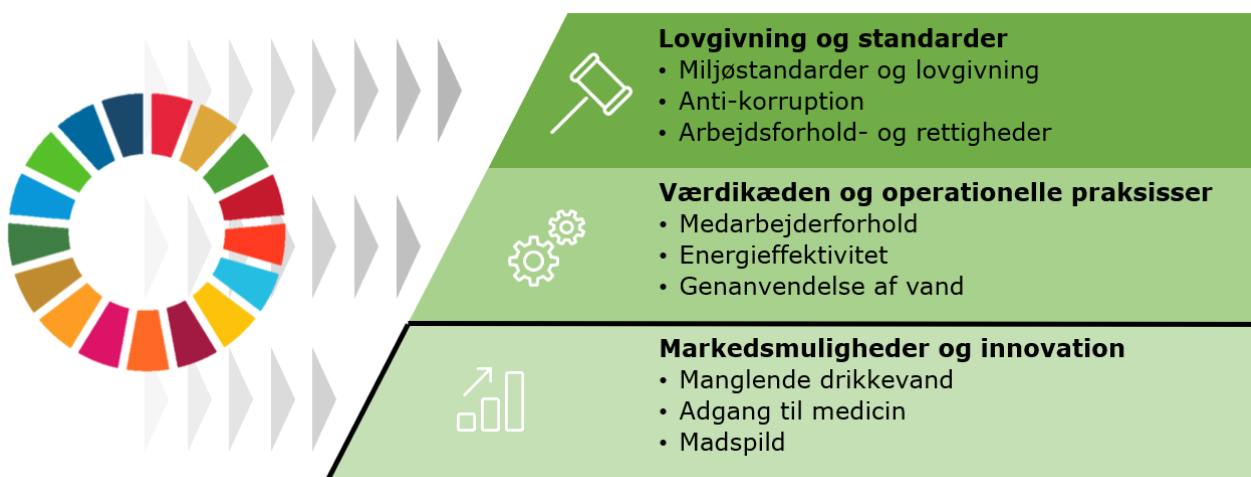 Lovgivning og standarder
• Miljøstandarder og lovgivning
• Anti-korruption
• Arbejdsforhold- og rettigheder
Værdikæden og operationelle praksisser
• Medarbejderforhold
• Energieffektivitet
• Genanvendelse af vand
Markedsmuligheder og innovation
• Manglende drikkevand
• Adgang til medicin
• Madspild